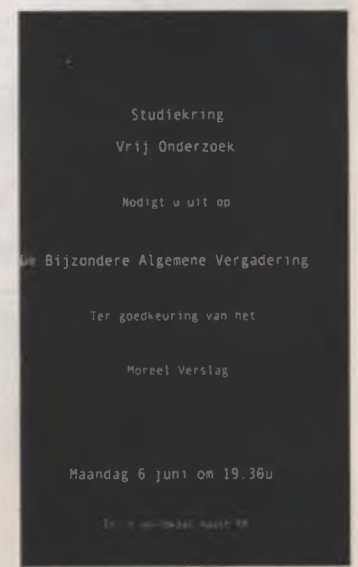 Studiekring
Vrij Onderzoek
Nodigt u uit op
De Bijzondere Algemene Vergadering
Ter goedkeuring van het
Moreel Verslag
Maandag 6 juni om 19.30u